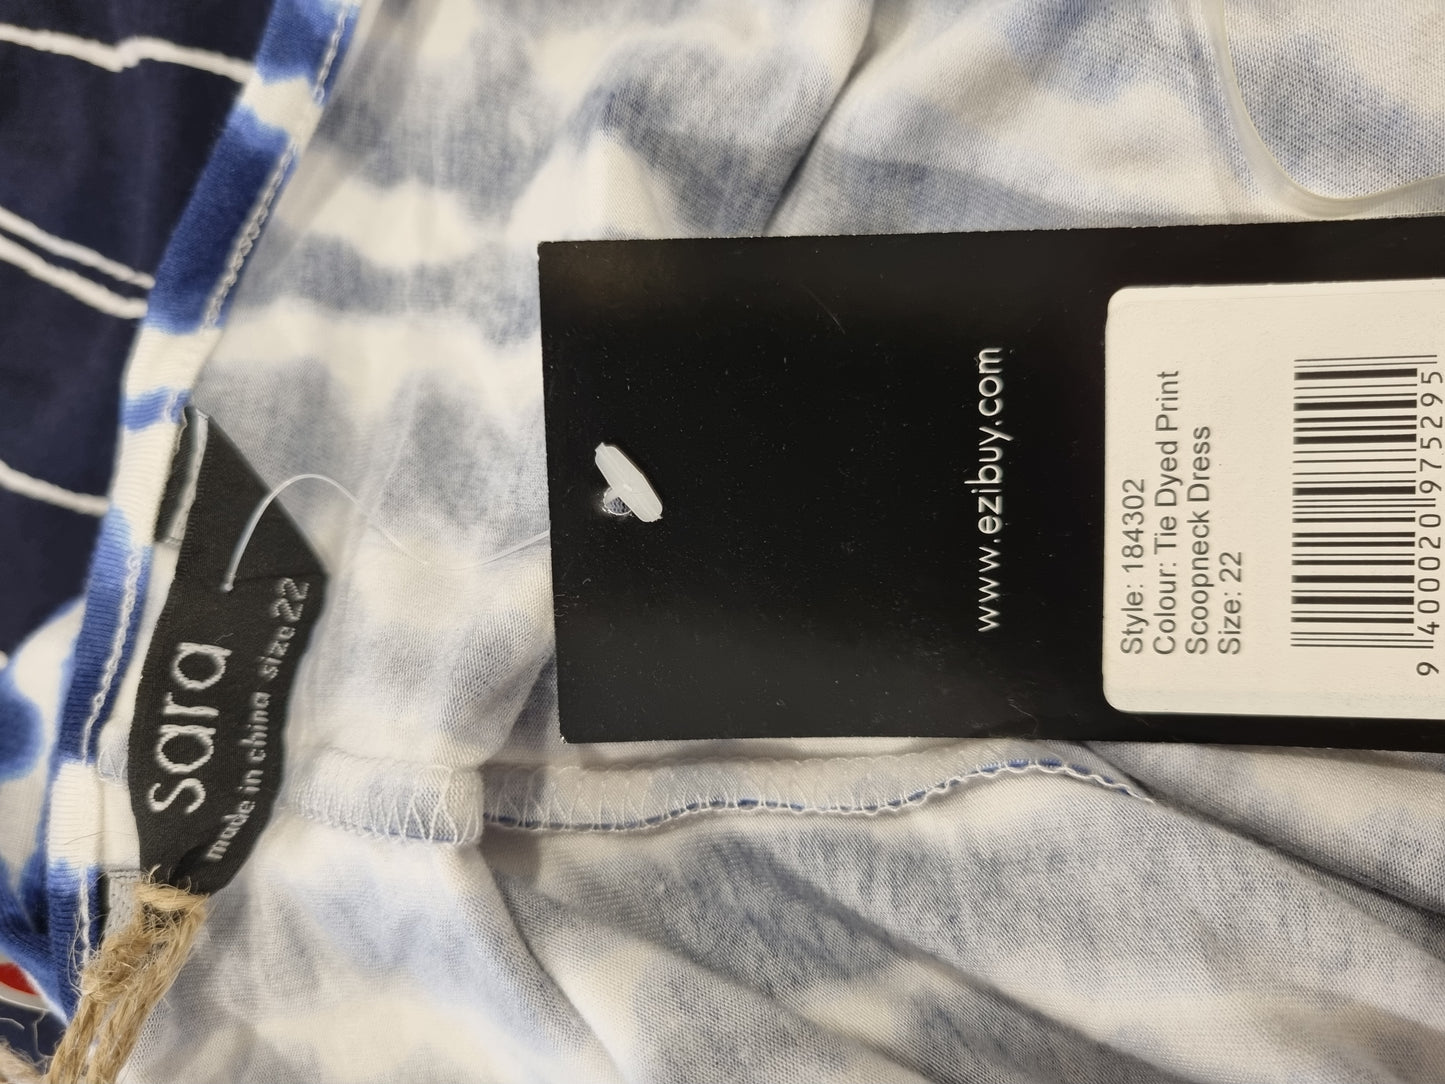 sara
made in china size 22
www.ezibuy.com
Style: 184302
Colour: Tie Dyed Print
Scoopneck Dress
Size: 22
9 400020 975295